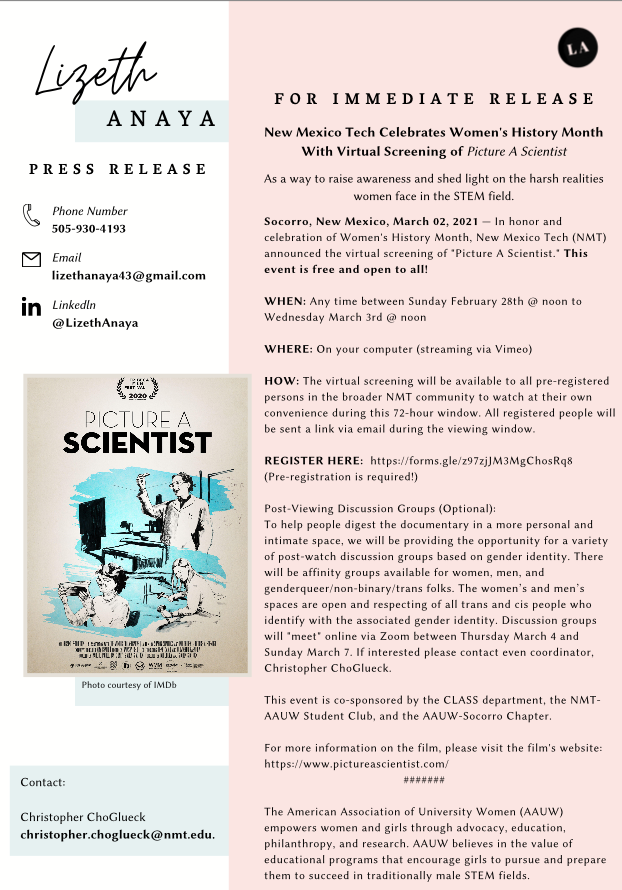 Lizeth
ANAYA
PRESS RELEASE
Phone Number
505-930-4193
Email
lizethanaya43@gmail.com
in
LinkedIn
@LizethAnaya
2020
PICTURE A
SCIENTIST
Photo courtesy of IMDb
Contact:
Christopher ChoGlueck
christopher.choglueck@nmt.edu.
LA
FOR IMMEDIATE RELEASE
New Mexico Tech Celebrates Women's History Month
With Virtual Screening of Picture A Scientist
As a way to raise awareness and shed light on the harsh realities
women face in the STEM field.
Socorro, New Mexico, March 02, 2021 — In honor and
celebration of Women's History Month, New Mexico Tech (NMT)
announced the virtual screening of "Picture A Scientist." This
event is free and open to all!
WHEN: Any time between Sunday February 28th @ noon to
Wednesday March 3rd @ noon
WHERE: On your computer (streaming via Vimeo)
HOW: The virtual screening will be available to all pre-registered
persons in the broader NMT community to watch at their own
convenience during this 72-hour window. All registered people will
be sent a link via email during the viewing window.
REGISTER HERE: https://forms.gle/z97zjJM3MgChosRq8
(Pre-registration is required!)
Post-Viewing Discussion Groups (Optional):
To help people digest the documentary in a more personal and
intimate space, we will be providing the opportunity for a variety
of post-watch discussion groups based on gender identity. There
will be affinity groups available for women, men, and
genderqueer/non-binary/trans folks. The women's and men's
spaces are open and respecting of all trans and cis people who
identify with the associated gender identity. Discussion groups
will "meet" online via Zoom between Thursday March 4 and
Sunday March 7. If interested please contact even coordinator,
Christopher ChoGlueck.
This event is co-sponsored by the CLASS department, the NMT-
AAUW Student Club, and the AAUW-Socorro Chapter.
For more information on the film, please visit the film's website:
https://www.pictureascientist.com/
#######
The American Association of University Women (AAUW)
empowers women and girls through advocacy, education,
philanthropy, and research. AAUW believes in the value of
educational programs that encourage girls to pursue and prepare
them to succeed in traditionally male STEM fields.